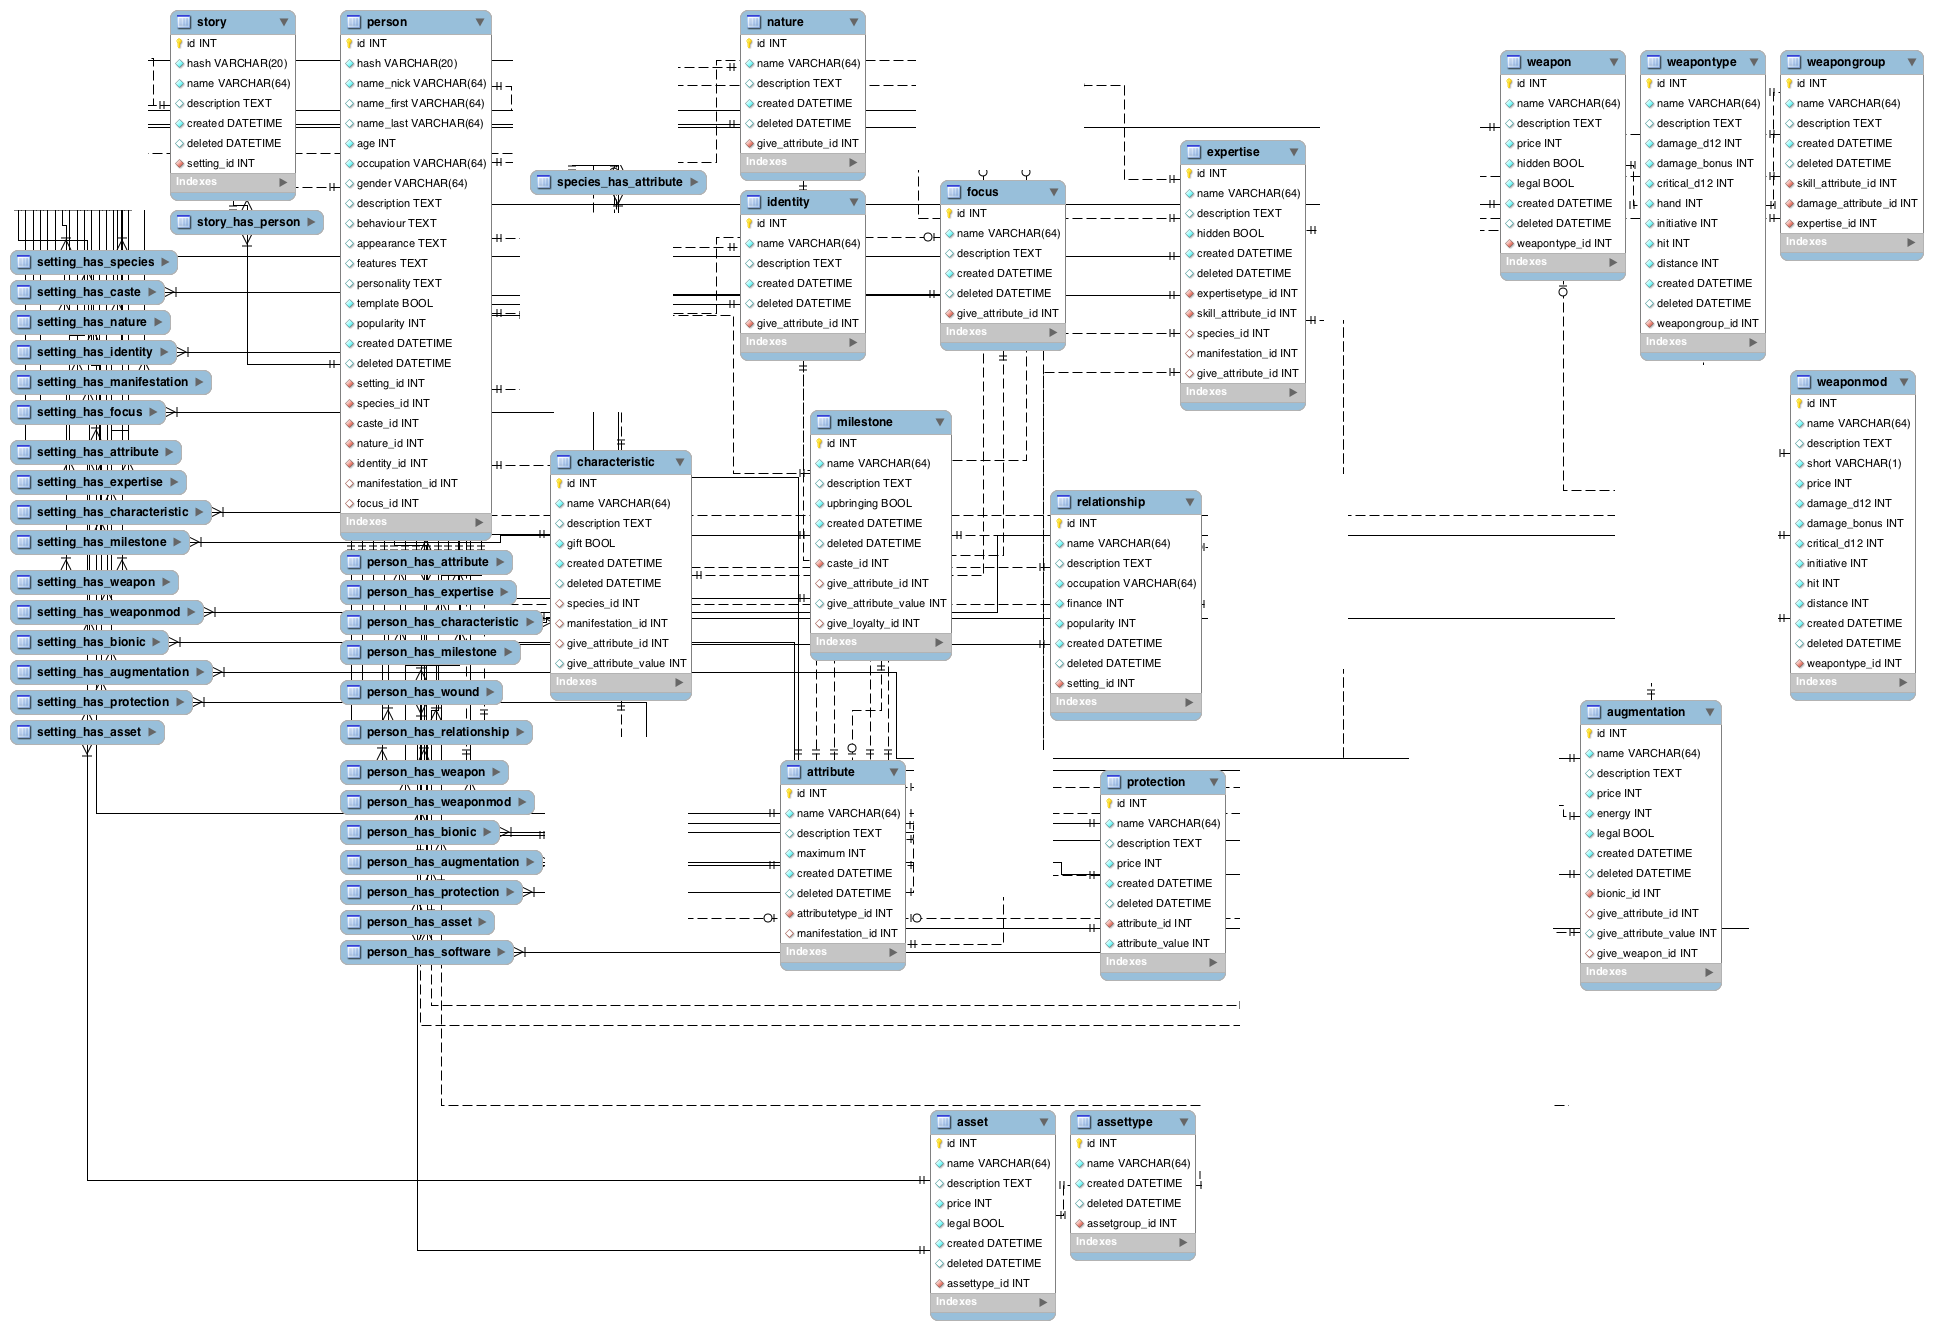 story
id INT
hash VARCHAR(20)
name VARCHAR(64)
description TEXT
created DATETIME
deleted DATETIME
setting_id INT
Indexes
story_has_person
person
id INT
hash VARCHAR(20)
name_nick VARCHAR(64)
name_first VARCHAR(64)
name_last VARCHAR(64)
age INT
occupation VARCHAR(64)
gender VARCHAR(64)
description TEXT
behaviour TEXT
appearance TEXT
features TEXT
personality TEXT
template BOOL
popularity INT
created DATETIME
deleted DATETIME
setting_id INT
species_id INT
caste_id INT
nature_id INT
identity_id INT
manifestation_id INT
focus_id INT
Indexes
species_has_attribute
nature
id INT
name VARCHAR(64)
description TEXT
created DATETIME
deleted DATETIME
give_attribute_id INT
Indexes
identity
id INT
name VARCHAR(64)
description TEXT
created DATETIME
deleted DATETIME
give_attribute_id INT
Indexes
focus
id INT
name VARCHAR(64)
description TEXT
created DATETIME
deleted DATETIME
give_attribute_id INT
Indexes
expertise
id INT
name VARCHAR(64)
description TEXT
hidden BOOL
created DATETIME
deleted DATETIME
expertisetype_id INT
skill_attribute_id INT
species_id INT
manifestation_id INT
give_attribute_id INT
Indexes
weapon
id INT
name VARCHAR(64)
description TEXT
price INT
hidden BOOL
legal BOOL
created DATETIME
deleted DATETIME
weapontype_id INT
Indexes
weapontype
id INT
name VARCHAR(64)
description TEXT
damage_d12 INT
damage_bonus INT
critical_d12 INT
hand INT
initiative INT
hit INT
distance INT
created DATETIME
deleted DATETIME
weapongroup_id INT
Indexes
weapongroup
id INT
name VARCHAR(64)
description TEXT
created DATETIME
deleted DATETIME
skill_attribute_id INT
damage_attribute_id INT
expertise_id INT
Indexes
weaponmod
id INT
name VARCHAR(64)
description TEXT
short VARCHAR(1)
price INT
damage_d12 INT
damage_bonus INT
critical_d12 INT
initiative INT
hit INT
distance INT
created DATETIME
deleted DATETIME
weapontype_id INT
Indexes
setting_has_species
setting_has_caste
setting_has_nature
setting_has_identity
setting_has_manifestation
setting_has_focus
setting_has_attribute
setting_has_expertise
setting_has_characteristic
setting_has_milestone
setting_has_weapon
setting_has_weaponmod
setting_has_bionic
setting_has_augmentation
setting_has_protection
setting_has_asset
person_has_attribute
person_has_expertise
person_has_characteristic
person_has_milestone
person_has_wound
person_has_relationship
person_has_weapon
person_has_weaponmod
person_has_bionic
person_has_augmentation
person_has_protection
person_has_asset
person_has_software
characteristic
id INT
name VARCHAR(64)
description TEXT
gift BOOL
created DATETIME
deleted DATETIME
species_id INT
manifestation_id INT
give_attribute_id INT
give_attribute_value INT
Indexes
milestone
id INT
name VARCHAR(64)
description TEXT
upbringing BOOL
created DATETIME
deleted DATETIME
caste_id INT
give_attribute_id INT
give_attribute_value INT
give_loyalty_id INT
Indexes
relationship
id INT
name VARCHAR(64)
description TEXT
occupation VARCHAR(64)
finance INT
popularity INT
created DATETIME
deleted DATETIME
setting_id INT
Indexes
attribute
id INT
name VARCHAR(64)
description TEXT
maximum INT
created DATETIME
deleted DATETIME
attributetype_id INT
manifestation_id INT
Indexes
protection
id INT
name VARCHAR(64)
description TEXT
price INT
created DATETIME
deleted DATETIME
attribute_id INT
attribute_value INT
Indexes
augmentation
id INT
name VARCHAR(64)
description TEXT
price INT
energy INT
legal BOOL
created DATETIME
deleted DATETIME
bionic_id INT
give_attribute_id INT
give_attribute_value INT
give_weapon_id INT
Indexes
asset
id INT
name VARCHAR(64)
description TEXT
price INT
legal BOOL
created DATETIME
deleted DATETIME
assettype_id INT
Indexes
assettype
id INT
name VARCHAR(64)
created DATETIME
deleted DATETIME
assetgroup_id INT
Indexes